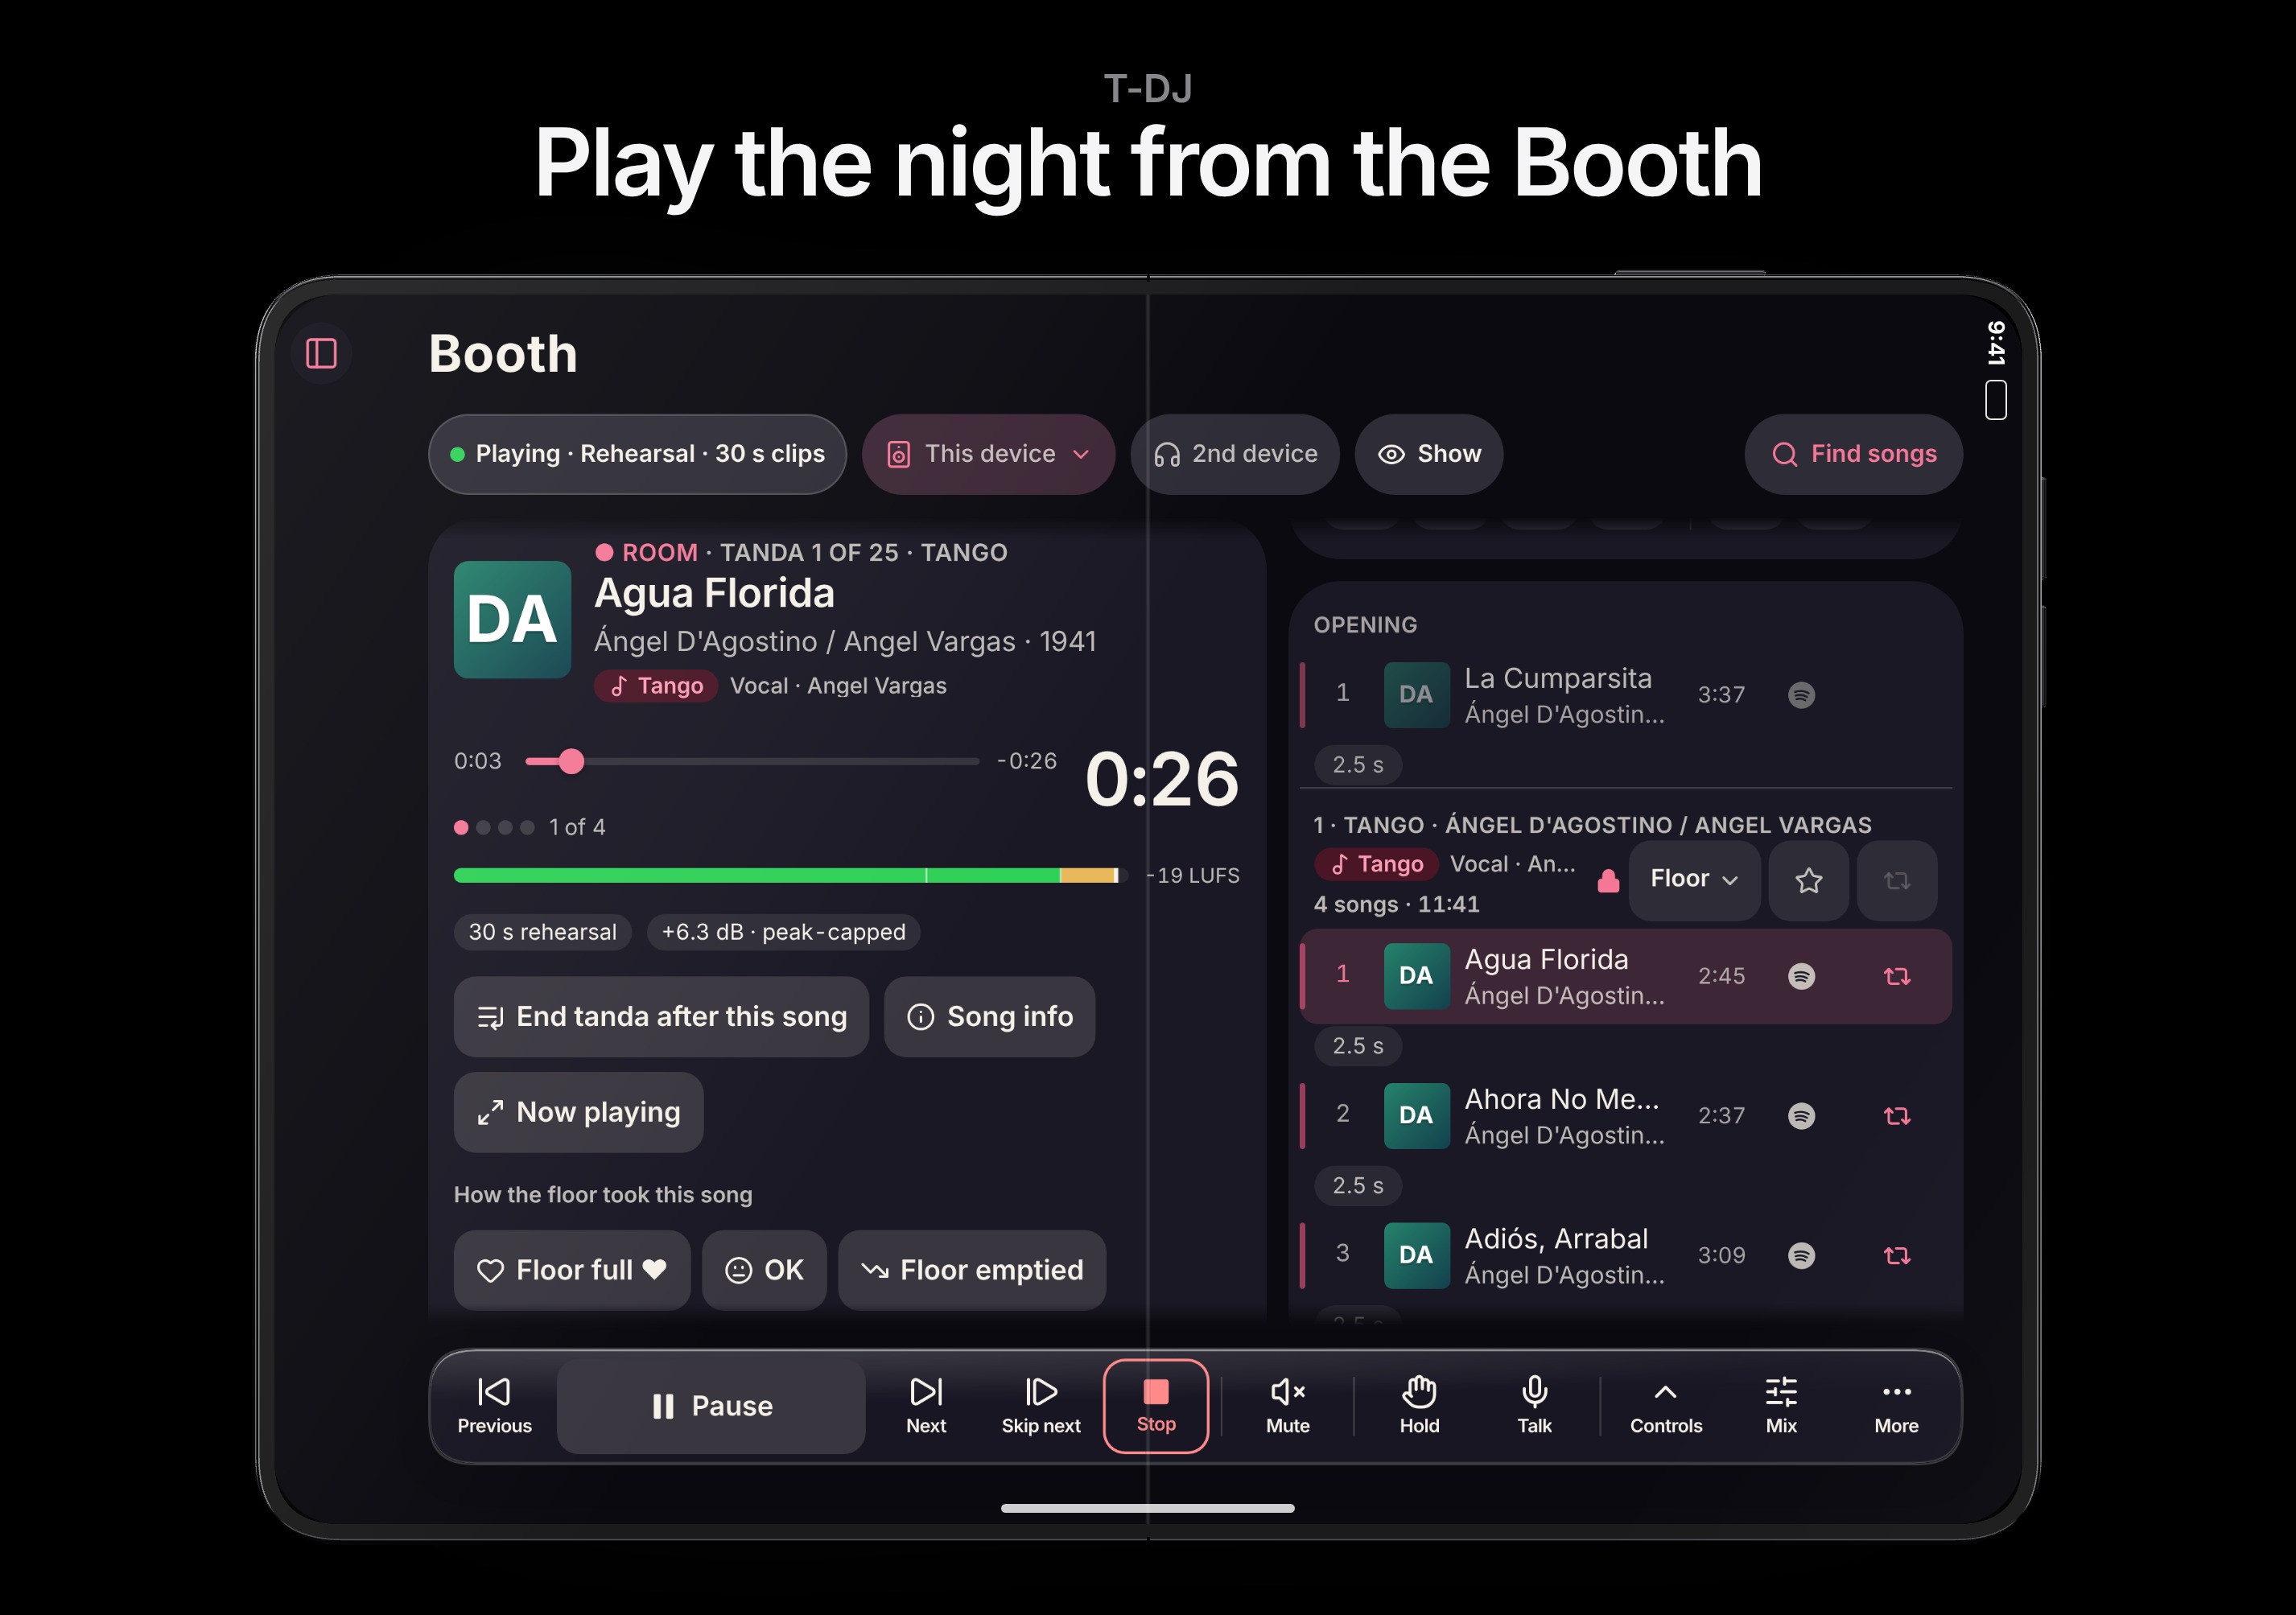 T-DJ
Play the night from the Booth
9:41
Booth
Playing · Rehearsal · 30 s clips
This device
2nd device
Show
Find songs
ROOM · TANDA 1 OF 25 · TANGO
DA
Agua Florida
Ángel D'Agostino / Angel Vargas · 1941
Tango
Vocal · Angel Vargas
0:03
-0:26
0:26
1 of 4
-19 LUFS
30 s rehearsal
+6.3 dB · peak-capped
End tanda after this song
Song info
Now playing
How the floor took this song
Floor full
OK
Floor emptied
OPENING
1
DA
La Cumparsita
Ángel D'Agostin...
3:37
2.5 s
1 · TANGO · ÁNGEL D'AGOSTINO / ANGEL VARGAS
Tango
Vocal · An...
4 songs · 11:41
Floor
1
DA
Agua Florida
Ángel D'Agostin...
2:45
2.5 s
2
DA
Ahora No Me...
Ángel D'Agostin...
2:37
2.5 s
3
DA
Adiós, Arrabal
Ángel D'Agostin...
3:09
Previous
Pause
Next
Skip next
Stop
Mute
Hold
Talk
Controls
Mix
More